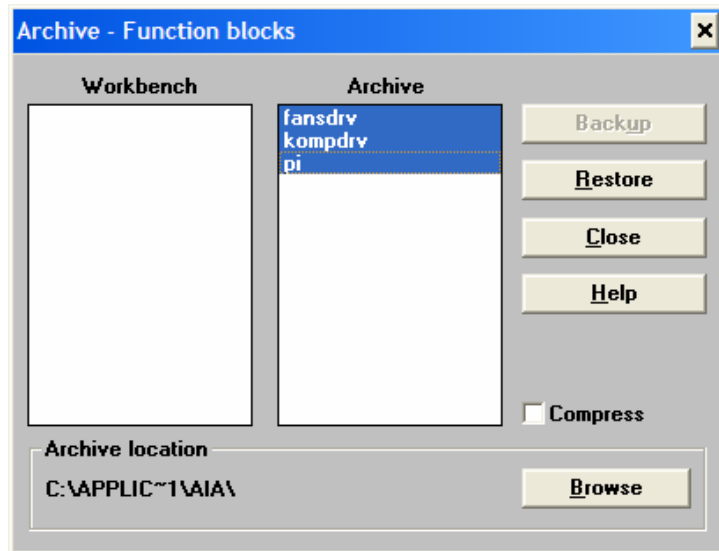 Archive - Function blocks
Workbench
Archive
fansdrv
kompdrv
pi
Backup
Restore
Close
Help
Compress
Archive location
C:\APPLIC~1\AIA\
Browse